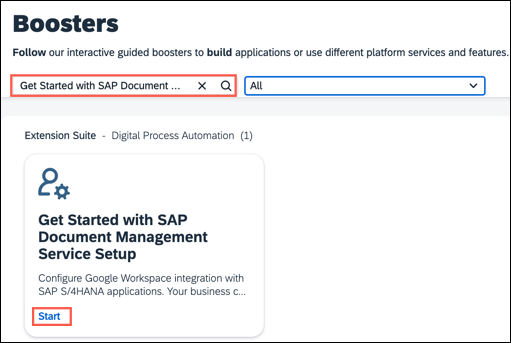 Boosters
Follow our interactive guided boosters to build applications or use different platform services and features.
Get Started with SAP Document ...
All
Extension Suite - Digital Process Automation (1)
Get Started with SAP
Document Management
Service Setup
Configure Google Workspace integration with
SAP S/4HANA applications. Your business c...
Start